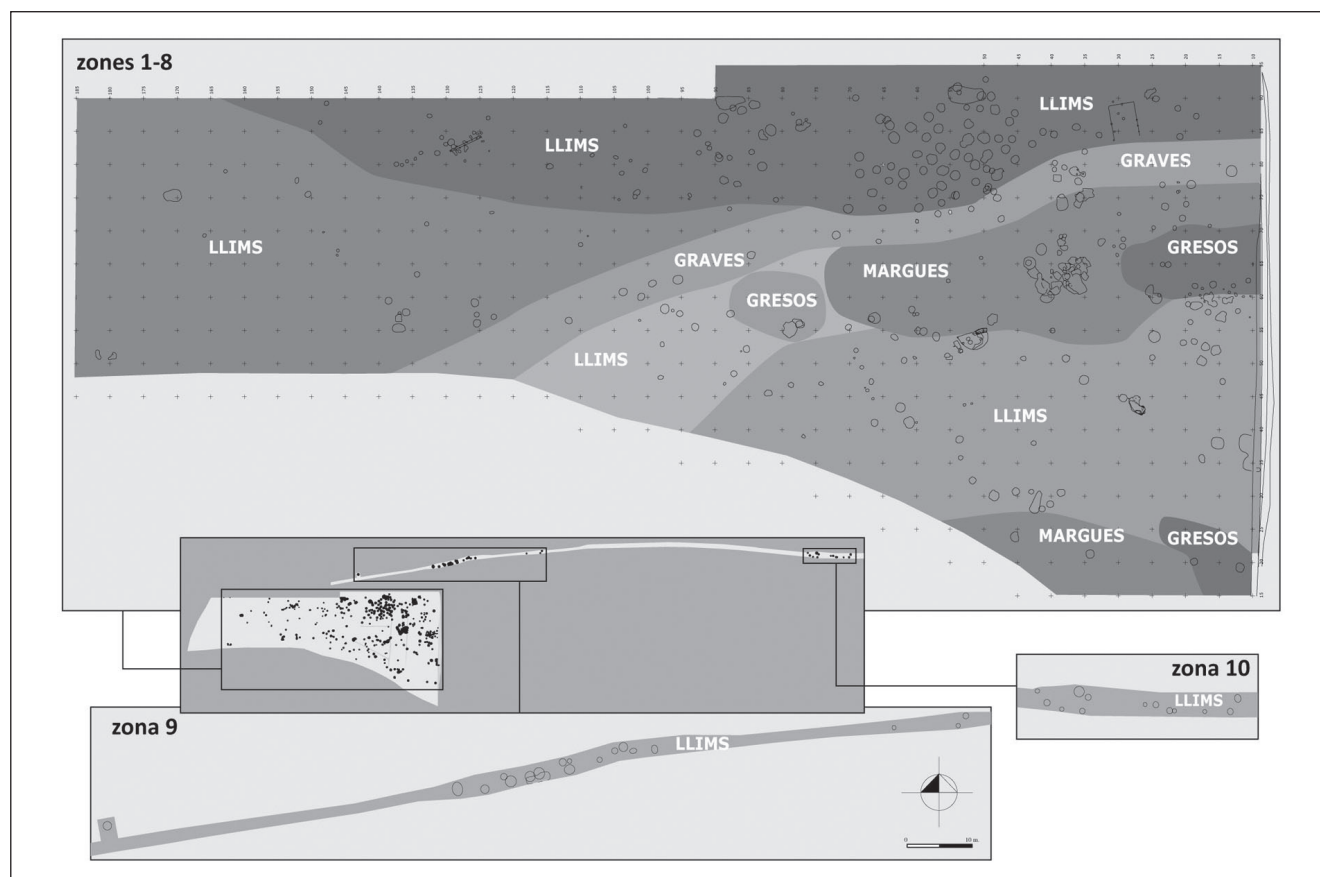 zones 1-8
LLIMS
LLIMS
GRAVES
LLIMS
GRAVES
MARGUES
GRESOS
GRESOS
LLIMS
LLIMS
MARGUES
GRESOS
zona 10
LLIMS
zona 9
LLIMS
0 10 m.